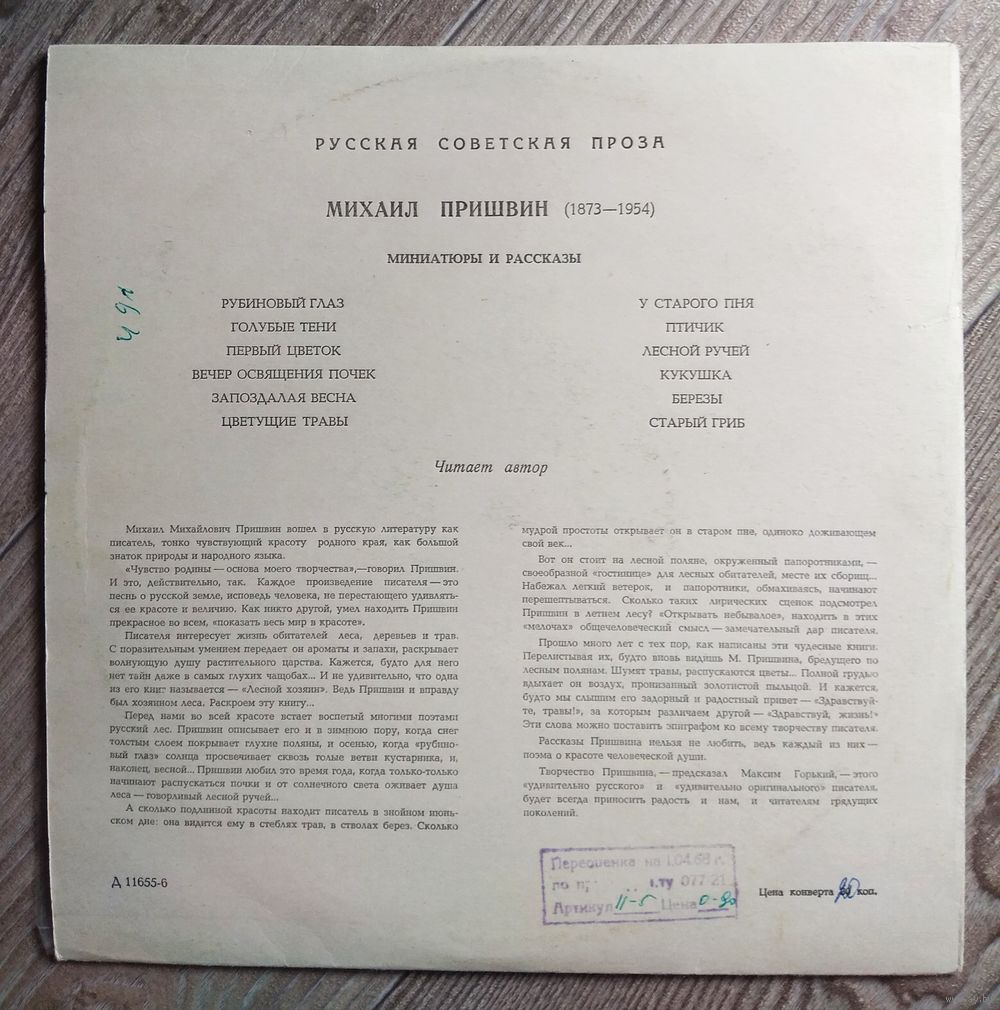 РУССКАЯ СОВЕТСКАЯ ПРОЗА
МИХАИЛ ПРИШВИН (1873—1954)
МИНИАТЮРЫ И РАССКАЗЫ
РУБИНОВЫЙ ГЛАЗ
ГОЛУБЫЕ ТЕНИ
ПЕРВЫЙ ЦВЕТОК
ВЕЧЕР ОСВЯЩЕНИЯ ПОЧЕК
ЗАПОЗДАЛАЯ ВЕСНА
ЦВЕТУЩИЕ ТРАВЫ
У СТАРОГО ПНЯ
ПТИЧИК
ЛЕСНОЙ РУЧЕЙ
КУКУШКА
БЕРЕЗЫ
СТАРЫЙ ГРИБ
Читает автор
Михаил Михайлович Пришвин вошел в русскую литературу как
писатель, тонко чувствующий красоту родного края, как большой
знаток природы и народного языка.
«Чувство родины — основа моего творчества»,—говорил Пришвин.
И это, действительно, так. Каждое произведение писателя — это
песнь о русской земле, исповедь человека, не перестающего удивлять-
ся ее красоте и величию. Как никто другой, умел находить Пришвин
прекрасное во всем, «показать весь мир в красоте».
Писателя интересует жизнь обитателей леса, деревьев и трав.
С поразительным умением передает он ароматы и запахи, раскрывает
волнующую душу растительного царства. Кажется, будто для него
нет тайн даже в самых глухих чащобах... И не удивительно, что одна
из его книг называется — «Лесной хозяин». Ведь Пришвин и вправду
был хозяином леса. Раскроем эту книгу...
Перед нами во всей красоте встает воспетый многими поэтами
русский лес. Пришвин описывает его и в зимнюю пору, когда снег
толстым слоем покрывает глухие поляны, и осенью, когда «рубино-
вый глаз» солнца просвечивает сквозь голые ветви кустарника, и,
наконец, весной... Пришвин любил это время года, когда только-только
начинают распускаться почки и от солнечного света оживает душа
леса — говорливый лесной ручей...
А сколько подлинной красоты находит писатель в знойном июнь-
ском дне: она видится ему в стеблях трав, в стволах берез. Сколько
мудрой простоты открывает он в старом пне, одиноко доживающем
свой век...
Вот он стоит на лесной поляне, окруженный папоротниками, —
своеобразной «гостинице» для лесных обитателей, месте их сборищ...
Набежал легкий ветерок, и папоротники, обмахиваясь, начинают
перешептываться. Сколько таких лирических сценок подсмотрел
Пришвин в летнем лесу? «Открывать небывалое», находить в этих
«мелочах» общечеловеческий смысл — замечательный дар писателя.
Прошло много лет с тех пор, как написаны эти чудесные книги.
Перелистывая их, будто вновь видишь М. Пришвина, бредущего по
лесным полянам. Шумят травы, распускаются цветы... Полной грудью
вдыхает он воздух, пронизанный золотистой пыльцой. И кажется,
будто мы слышим его задорный и радостный привет — «Здравствуй-
те, травы!», за которым различаем другой — «Здравствуй, жизнь!»
Эти слова можно поставить эпиграфом ко всему творчеству писателя.
Рассказы Пришвина нельзя не любить, ведь каждый из них —
поэма о красоте человеческой души.
Творчество Пришвина, — предсказал Максим Горький, — этого
«удивительно русского» и «удивительно оригинального» писателя,
будет всегда приносить радость и нам, и читателям грядущих
поколений.
Д 11655-6
Переоценка на 1.04.68 г.
по 077-21
Артикул 11-5 Цена 0-90
Цена конверта коп.